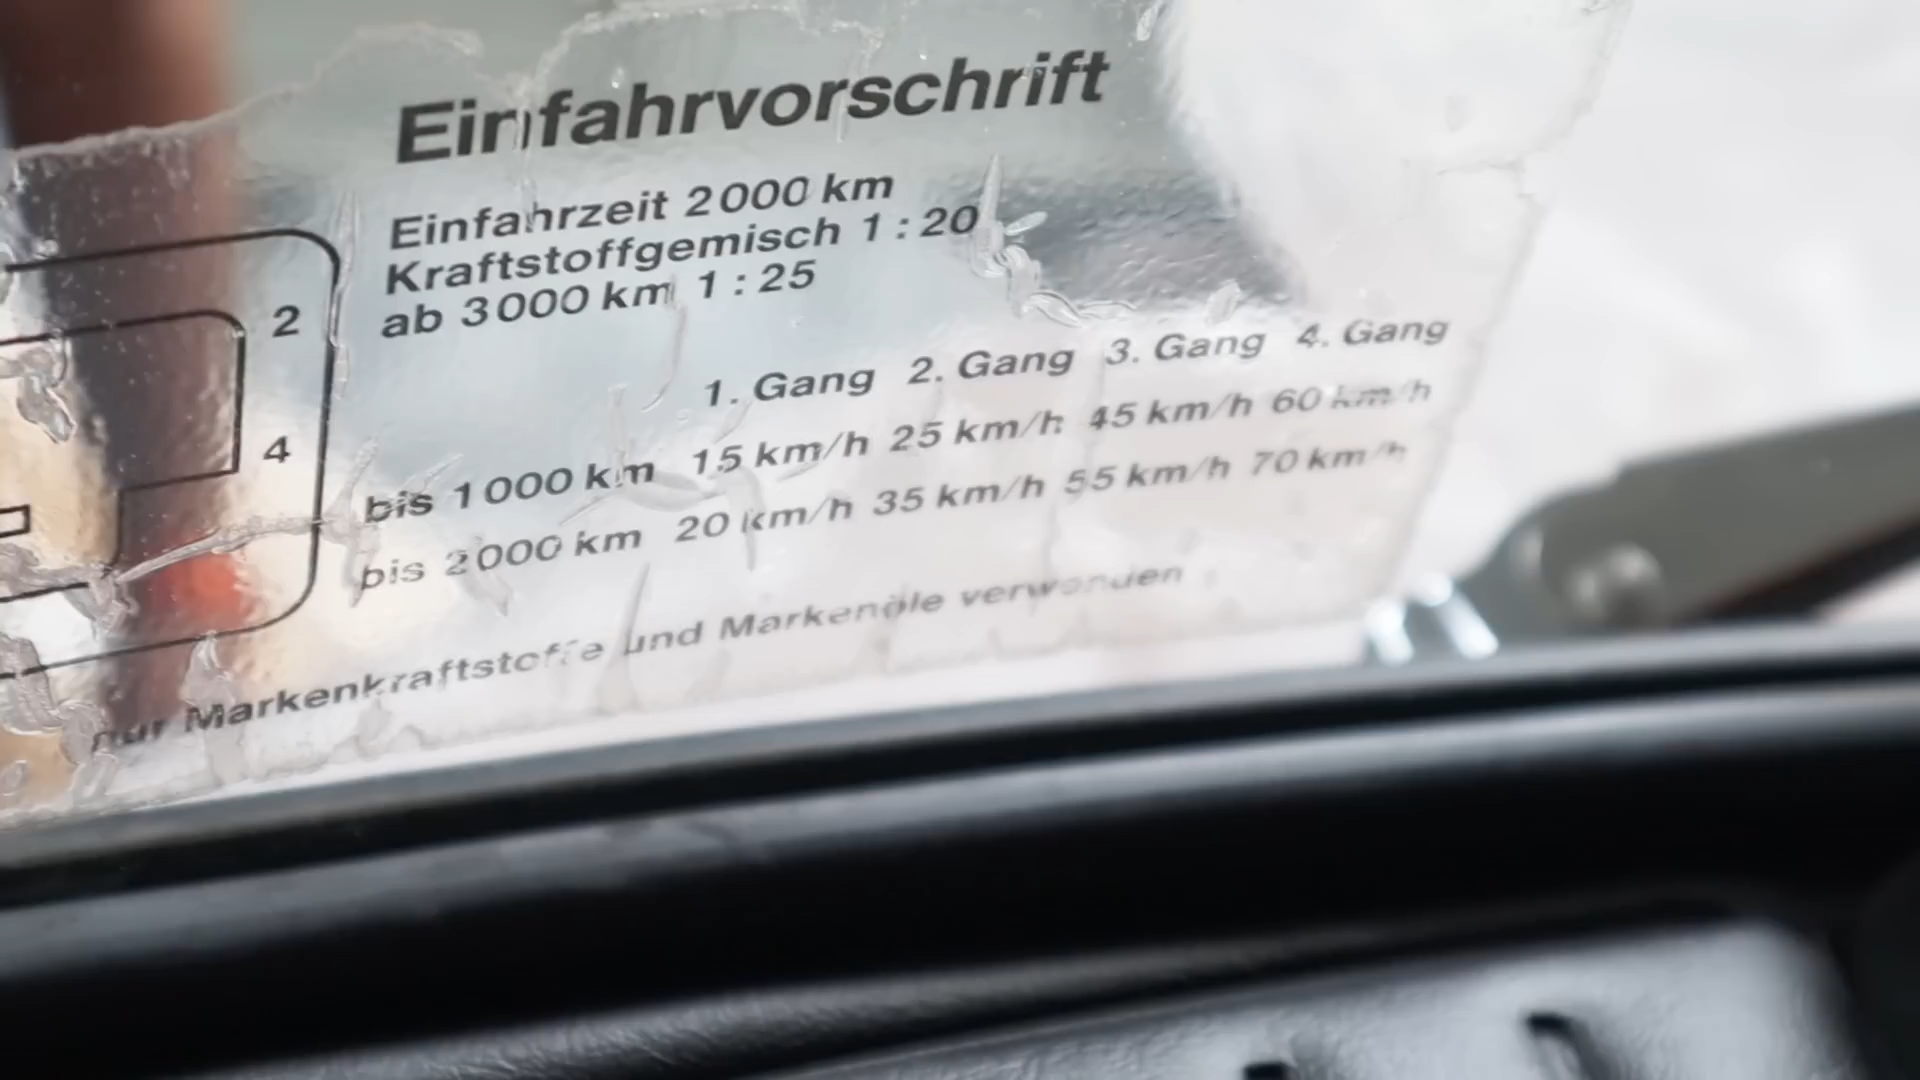 Einfahrvorschrift
Einfahrzeit 2000 km
Kraftstoffgemisch 1 : 20
ab 3000 km 1 : 25
2
4
1. Gang 2. Gang 3. Gang 4. Gang
bis 1000 km 15 km/h 25 km/h 45 km/h 60 km/h
bis 2000 km 20 km/h 35 km/h 55 km/h 70 km/h
nur Markenkraftstoffe und Markenöle verwenden